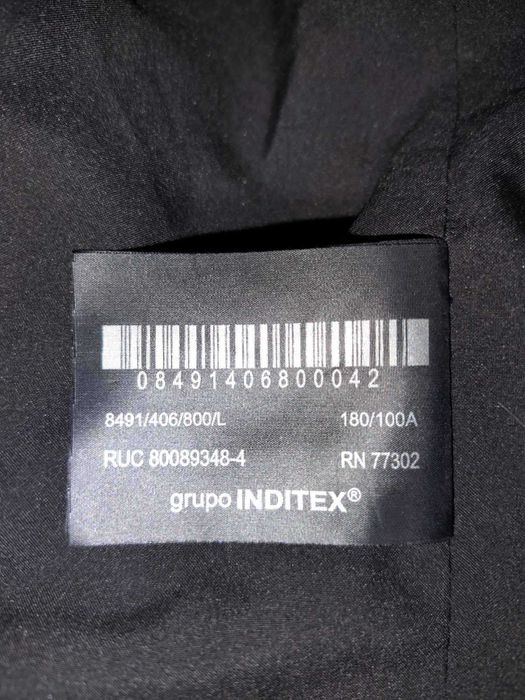 08491406800042
8491/406/800/L 180/100A
RUC 80089348-4 RN 77302
grupo INDITEX®